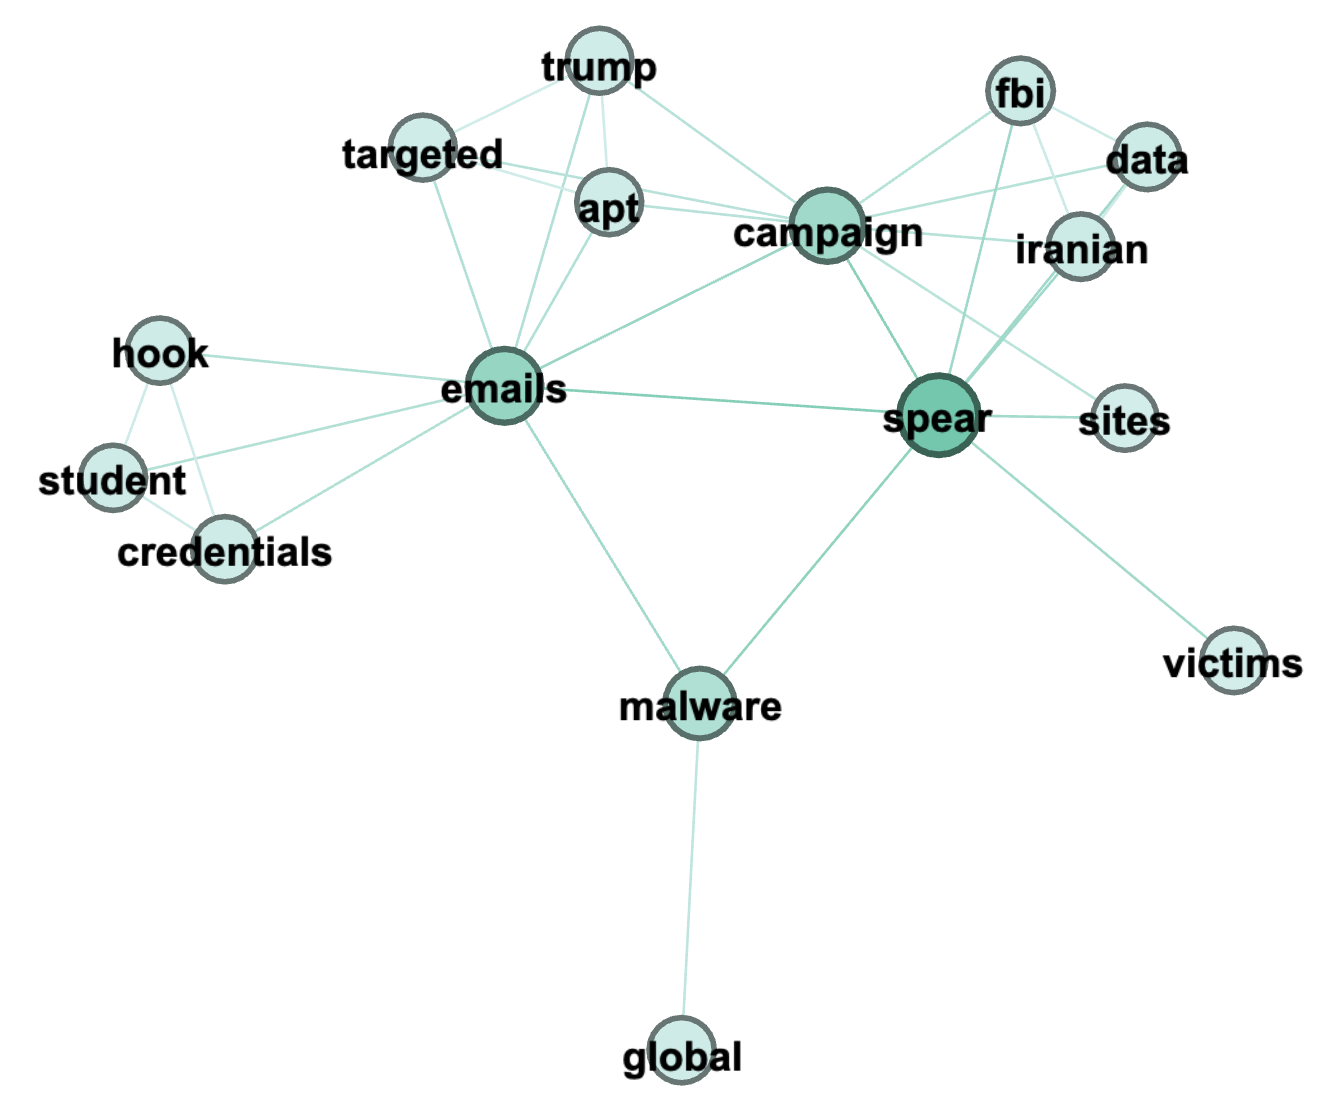 trump
fbi
targeted
data
apt
campaign
iranian
hook
emails
spear
sites
student
credentials
victims
malware
global